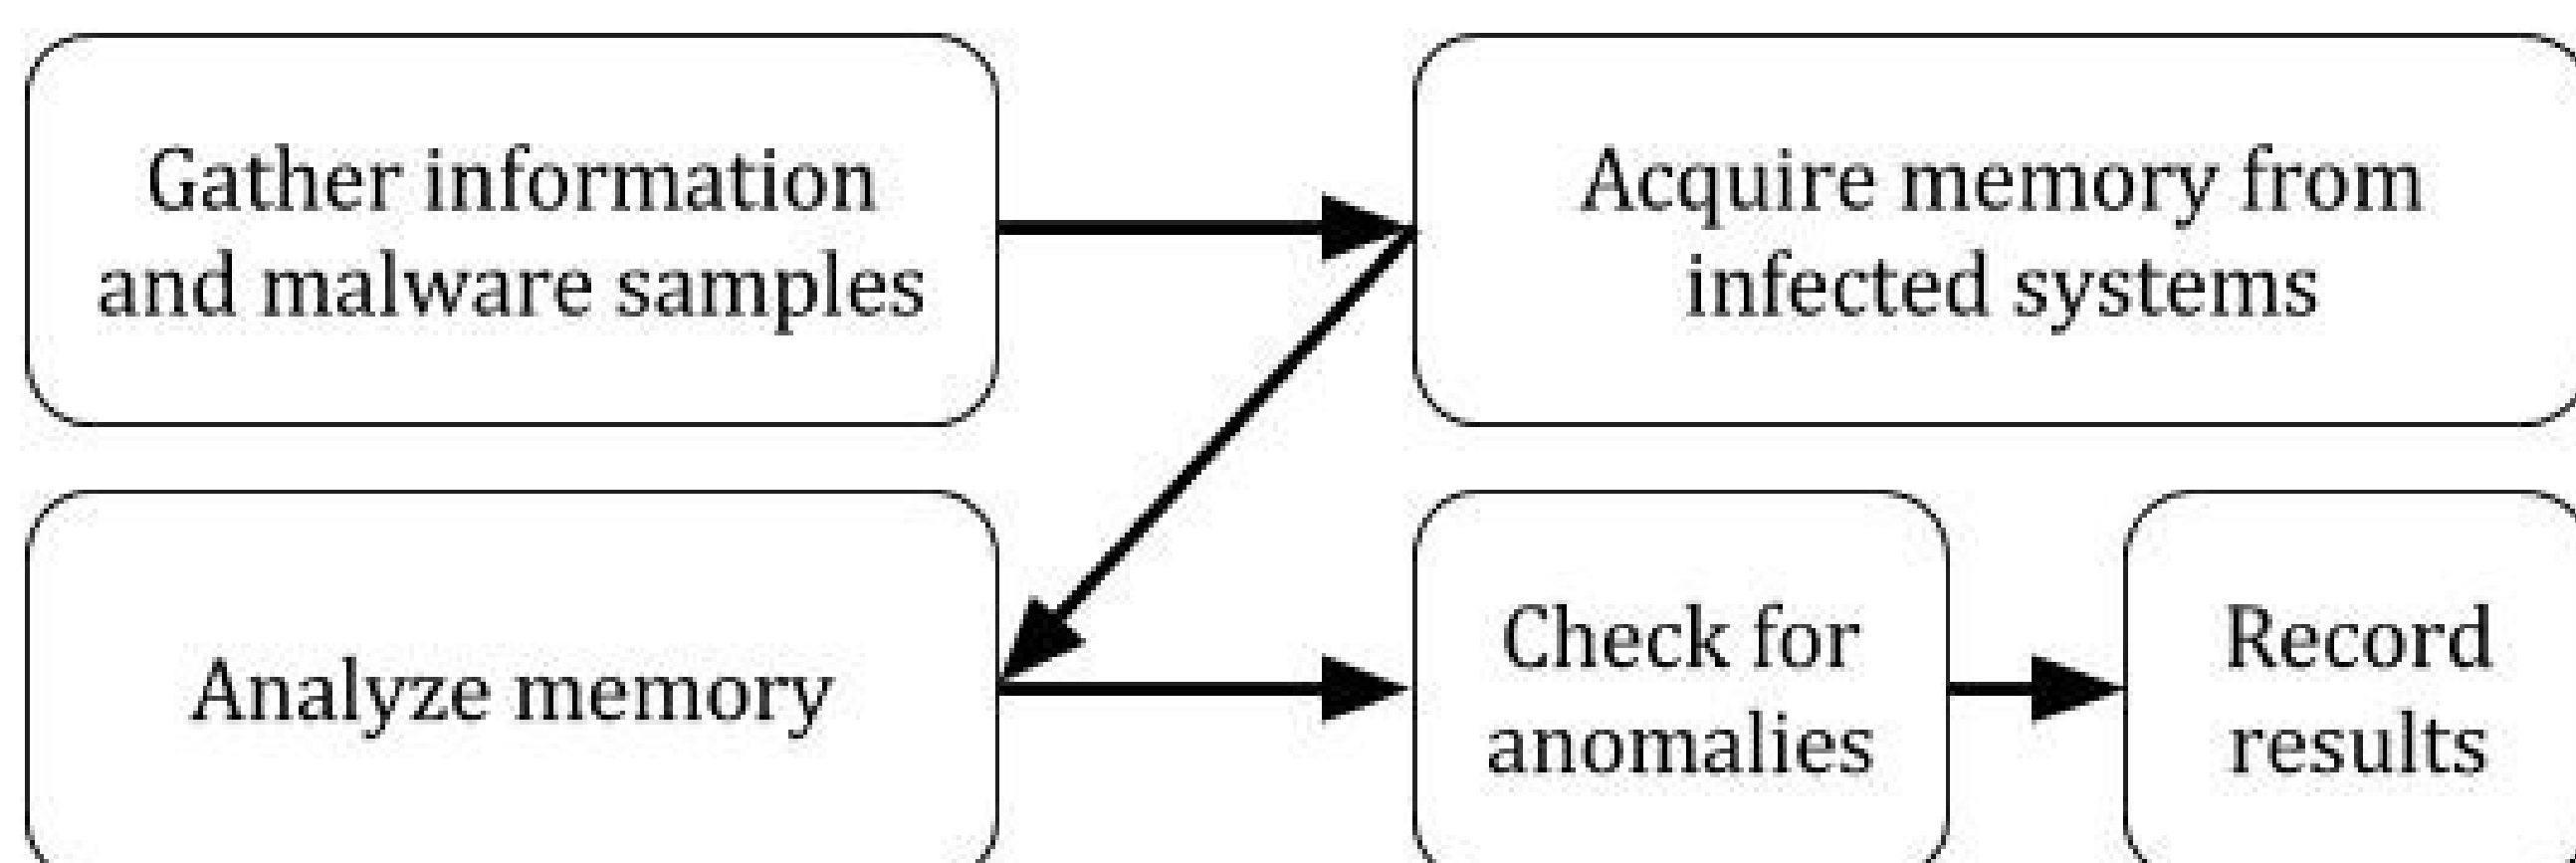 Gather information
and malware samples
Acquire memory from
infected systems
Analyze memory
Check for
anomalies
Record
results